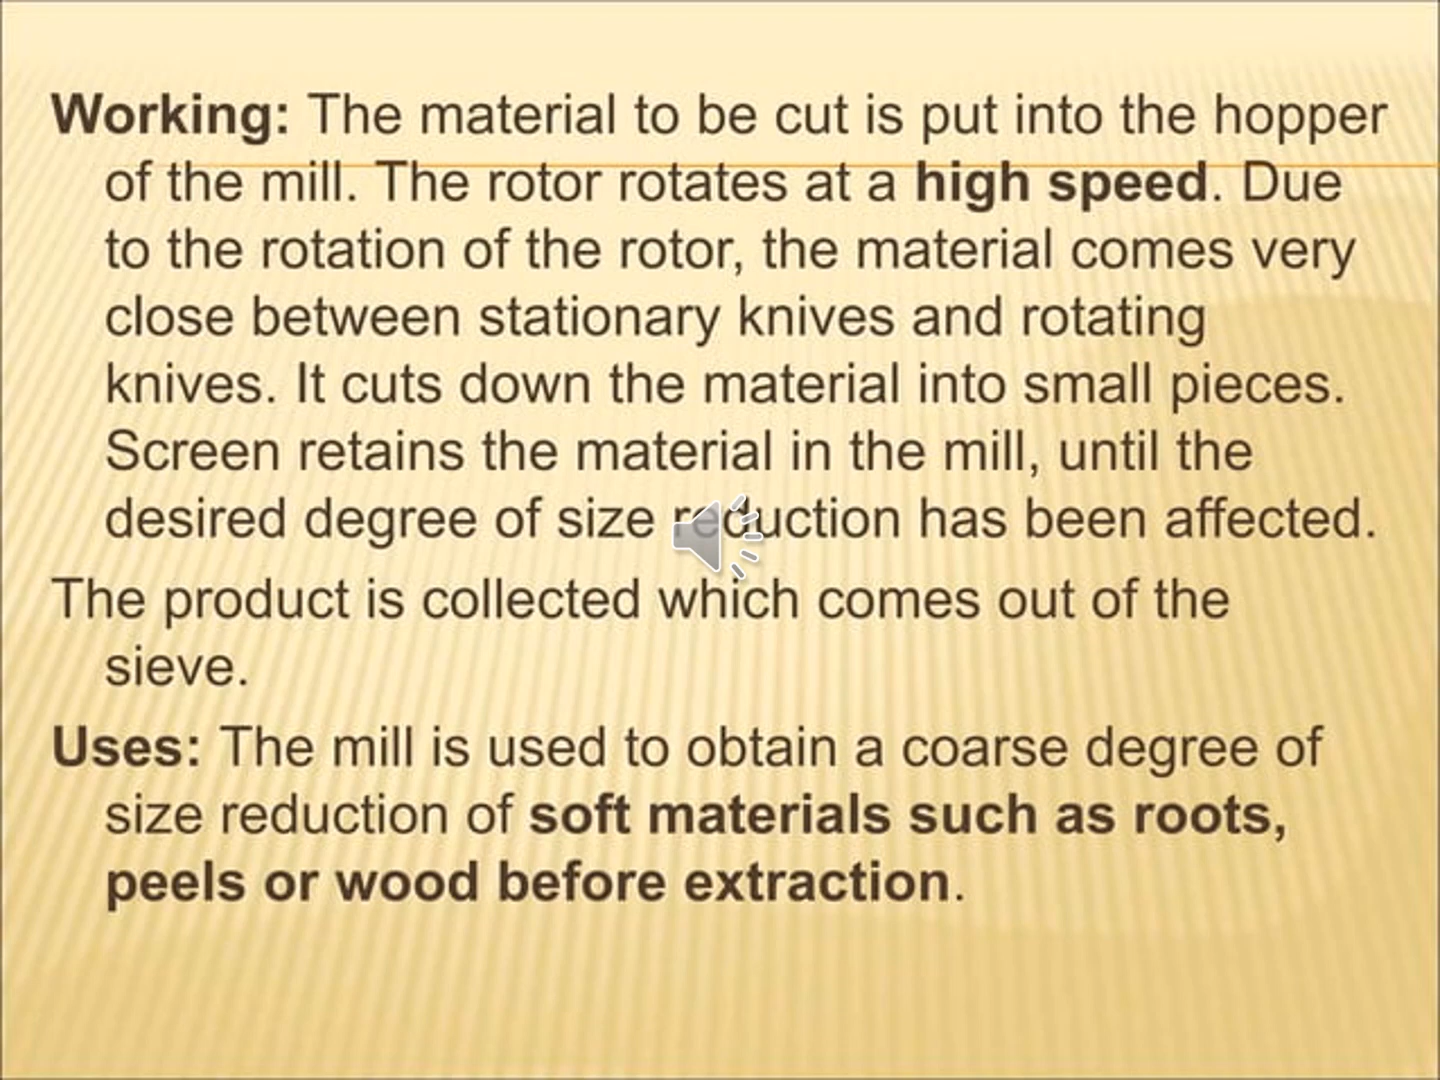 Working: The material to be cut is put into the hopper
of the mill. The rotor rotates at a high speed. Due
to the rotation of the rotor, the material comes very
close between stationary knives and rotating
knives. It cuts down the material into small pieces.
Screen retains the material in the mill, until the
desired degree of size reduction has been affected.
The product is collected which comes out of the
sieve.
Uses: The mill is used to obtain a coarse degree of
size reduction of soft materials such as roots,
peels or wood before extraction.